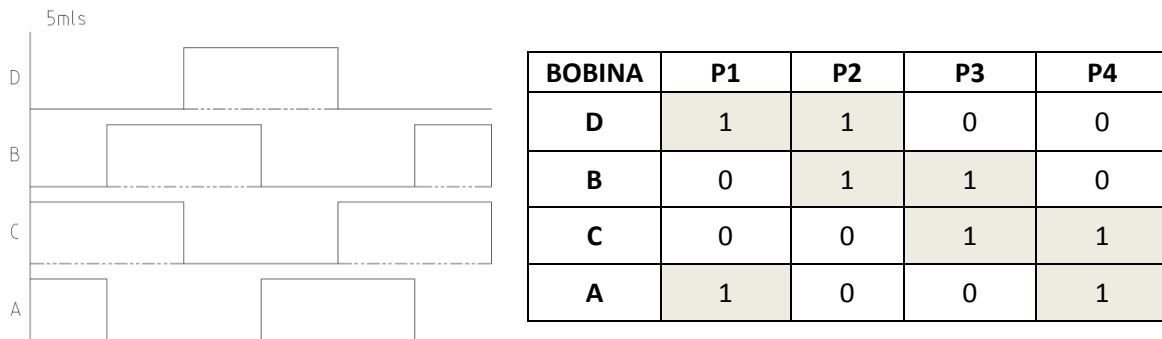 5mls
D
B
C
A
BOBINA P1 P2 P3 P4
D 1 1 0 0
B 0 1 1 0
C 0 0 1 1
A 1 0 0 1